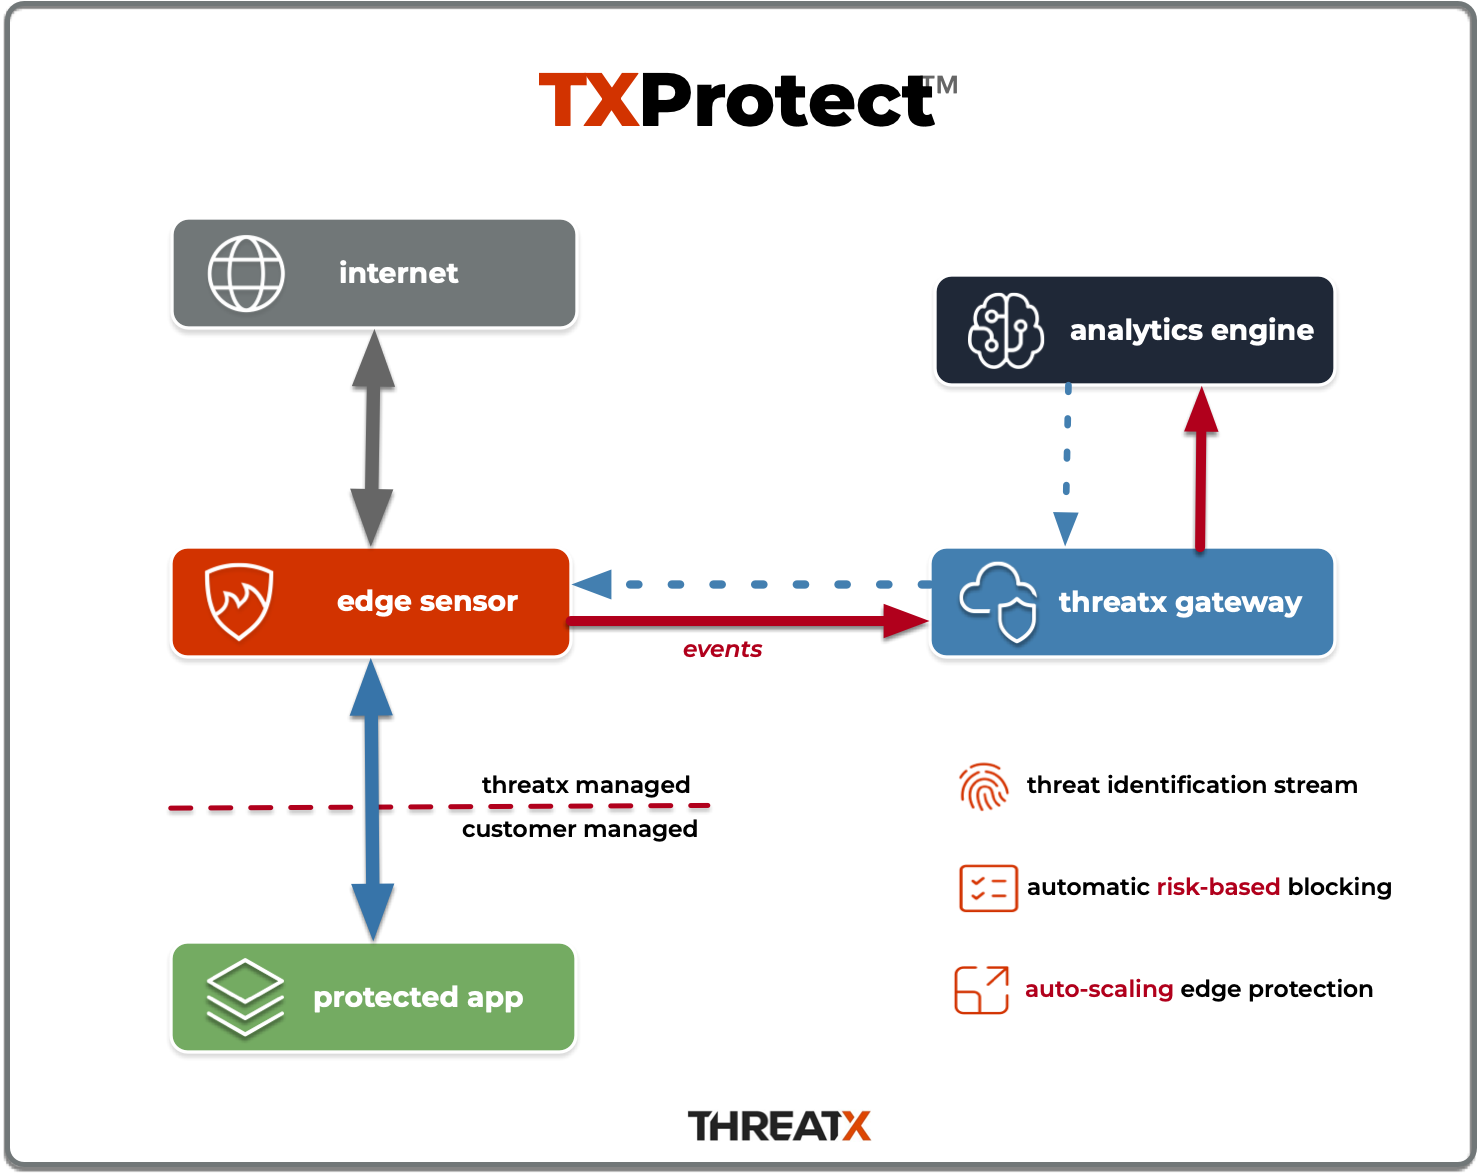 TXProtect™
internet
analytics engine
edge sensor
threatx gateway
events
threatx managed
customer managed
threat identification stream
automatic risk-based blocking
protected app
auto-scaling edge protection
THREATX